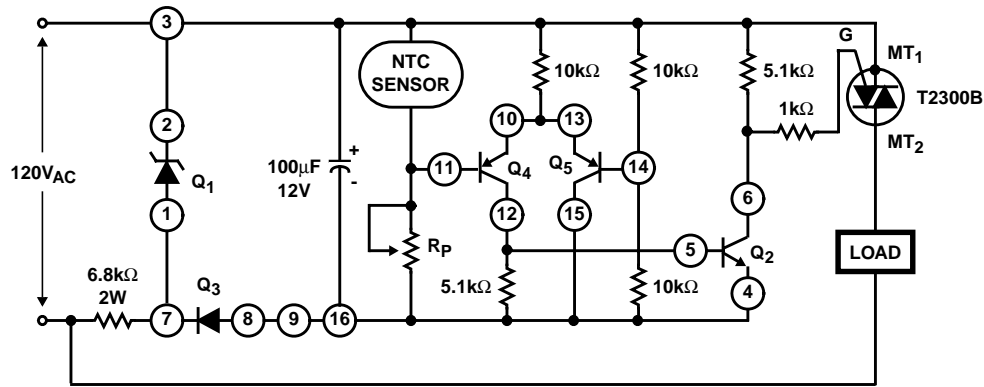 3
2
1
7
8
9
16
120V_AC
Q₁
6.8kΩ
2W
Q₃
100μF
12V
+
-
NTC
SENSOR
11
R_P
10
13
10kΩ
10kΩ
Q₄
Q₅
14
12
15
5.1kΩ
10kΩ
5
5.1kΩ
1kΩ
6
Q₂
4
G
MT₁
T2300B
MT₂
LOAD